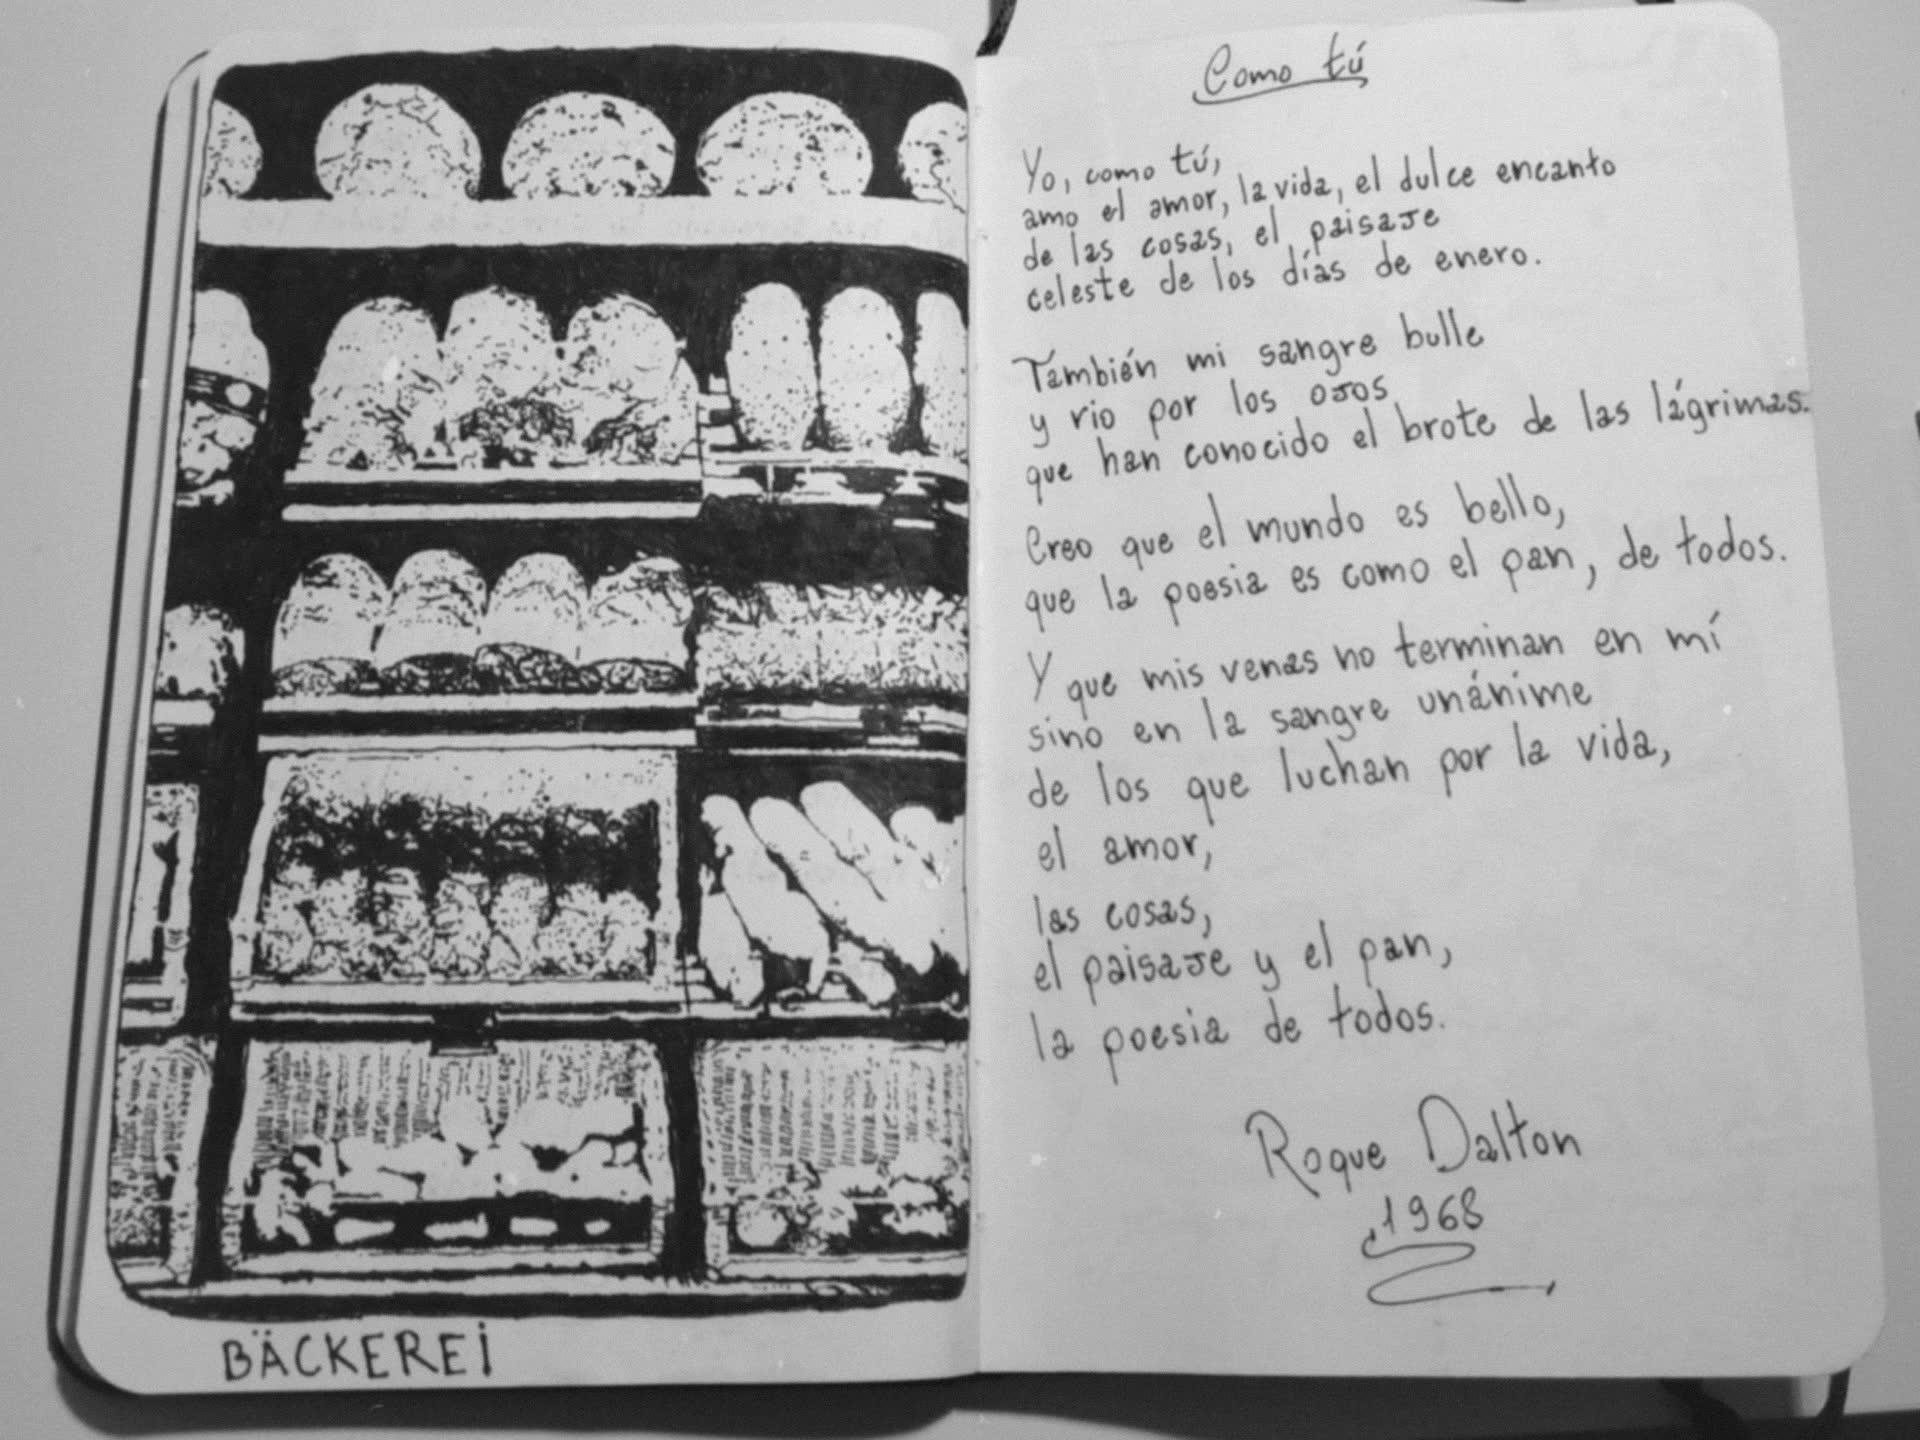 BÄCKEREi
Como tú
Yo, como tú,
amo el amor, la vida, el dulce encanto
de las cosas, el paisaje
celeste de los días de enero.
También mi sangre bulle
y rio por los ojos
que han conocido el brote de las lágrimas.
Creo que el mundo es bello,
que la poesia es como el pan, de todos.
Y que mis venas no terminan en mí
sino en la sangre unánime
de los que luchan por la vida,
el amor,
las cosas,
el paisaje y el pan,
la poesia de todos.
Roque Dalton
1968